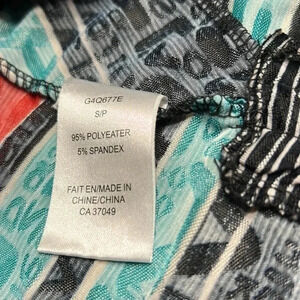 G4Q677E
S/P
95% POLYEATER
5% SPANDEX
FAIT EN/MADE IN
CHINE/CHINA
CA 37049